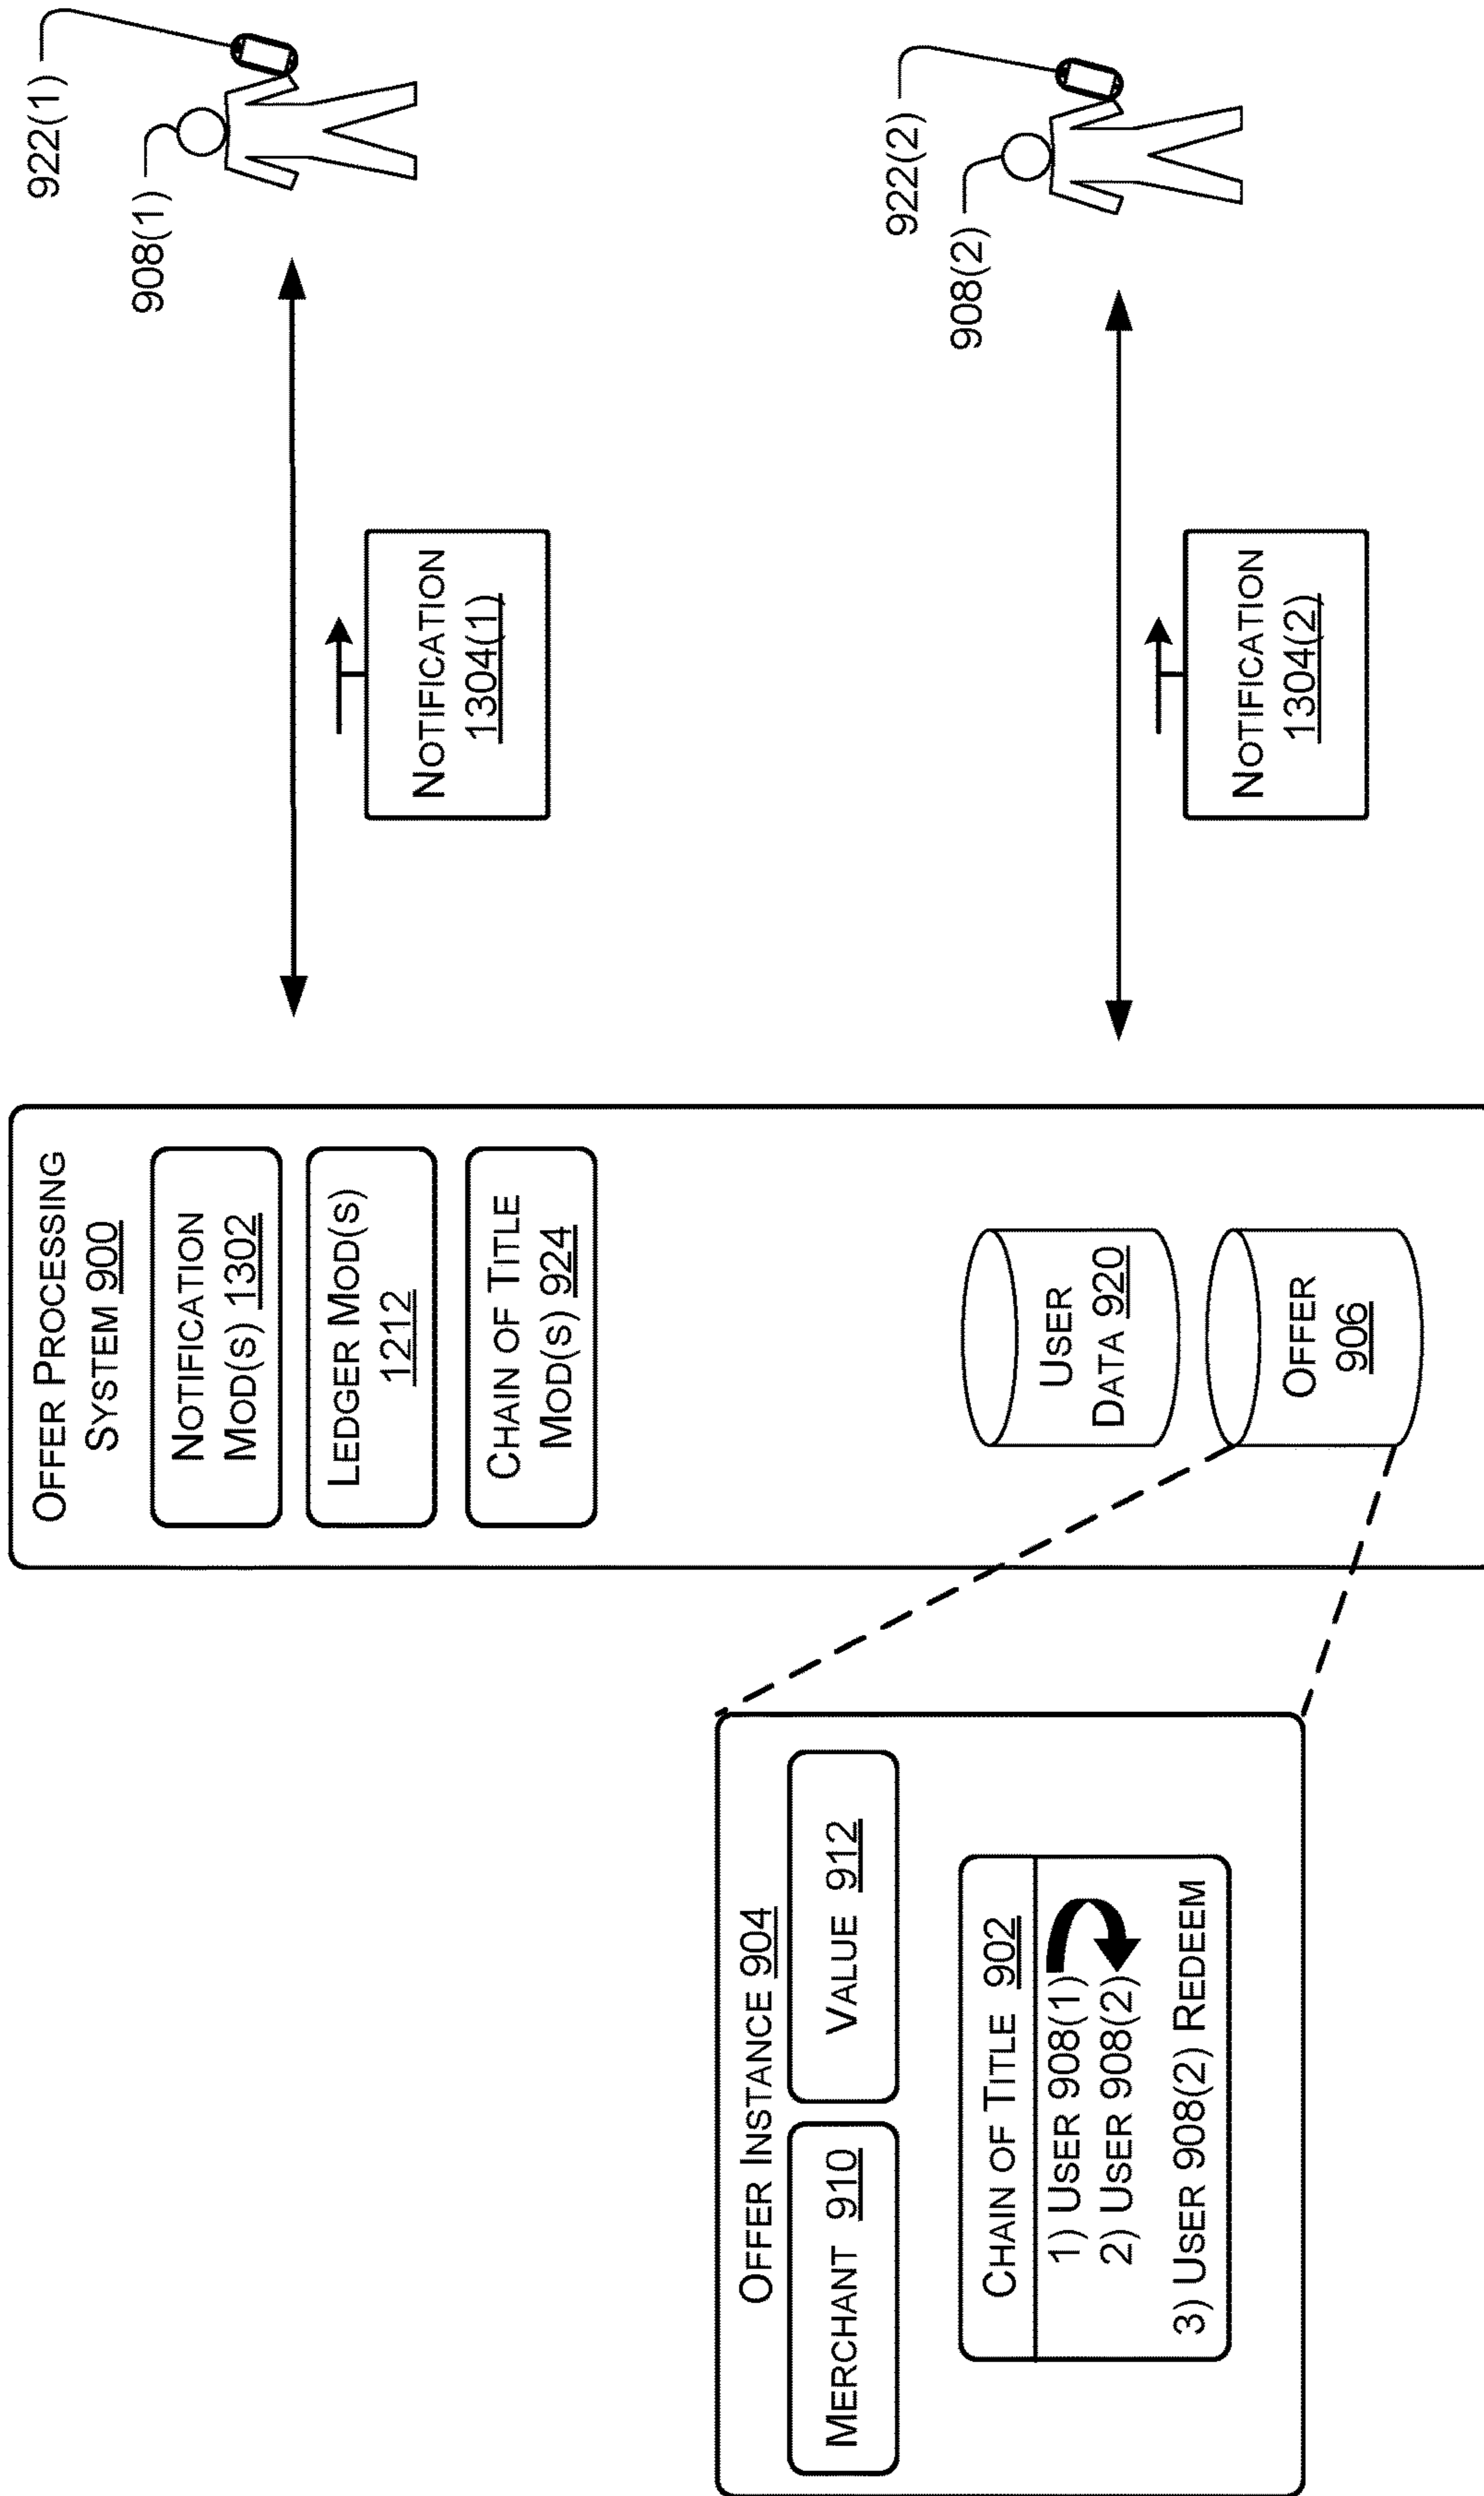 OFFER INSTANCE 904
MERCHANT 910
VALUE 912
CHAIN OF TITLE 902
1) USER 908(1)
2) USER 908(2)
3) USER 908(2) REDEEM
OFFER PROCESSING
SYSTEM 900
NOTIFICATION
MOD(S) 1302
LEDGER MOD(S)
1212
CHAIN OF TITLE
MOD(S) 924
USER
DATA 920
OFFER
906
NOTIFICATION
1304(1)
NOTIFICATION
1304(2)
922(1)
908(1)
922(2)
908(2)